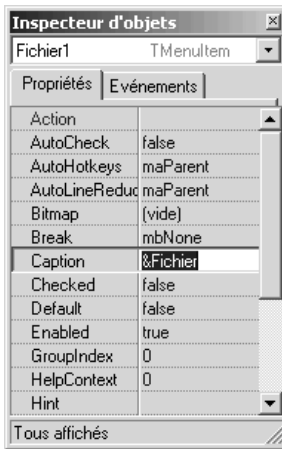 Inspecteur d'objets
Fichier1 TMenuItem
Propriétés Evénements
Action
AutoCheck false
AutoHotkeys maParent
AutoLineReduc maParent
Bitmap (vide)
Break mbNone
Caption &Fichier
Checked false
Default false
Enabled true
GroupIndex 0
HelpContext 0
Hint
Tous affichés